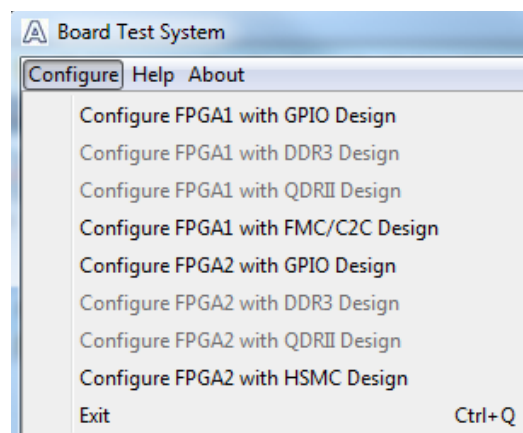 Board Test System
Configure Help About
Configure FPGA1 with GPIO Design
Configure FPGA1 with DDR3 Design
Configure FPGA1 with QDRII Design
Configure FPGA1 with FMC/C2C Design
Configure FPGA2 with GPIO Design
Configure FPGA2 with DDR3 Design
Configure FPGA2 with QDRII Design
Configure FPGA2 with HSMC Design
Exit Ctrl+Q